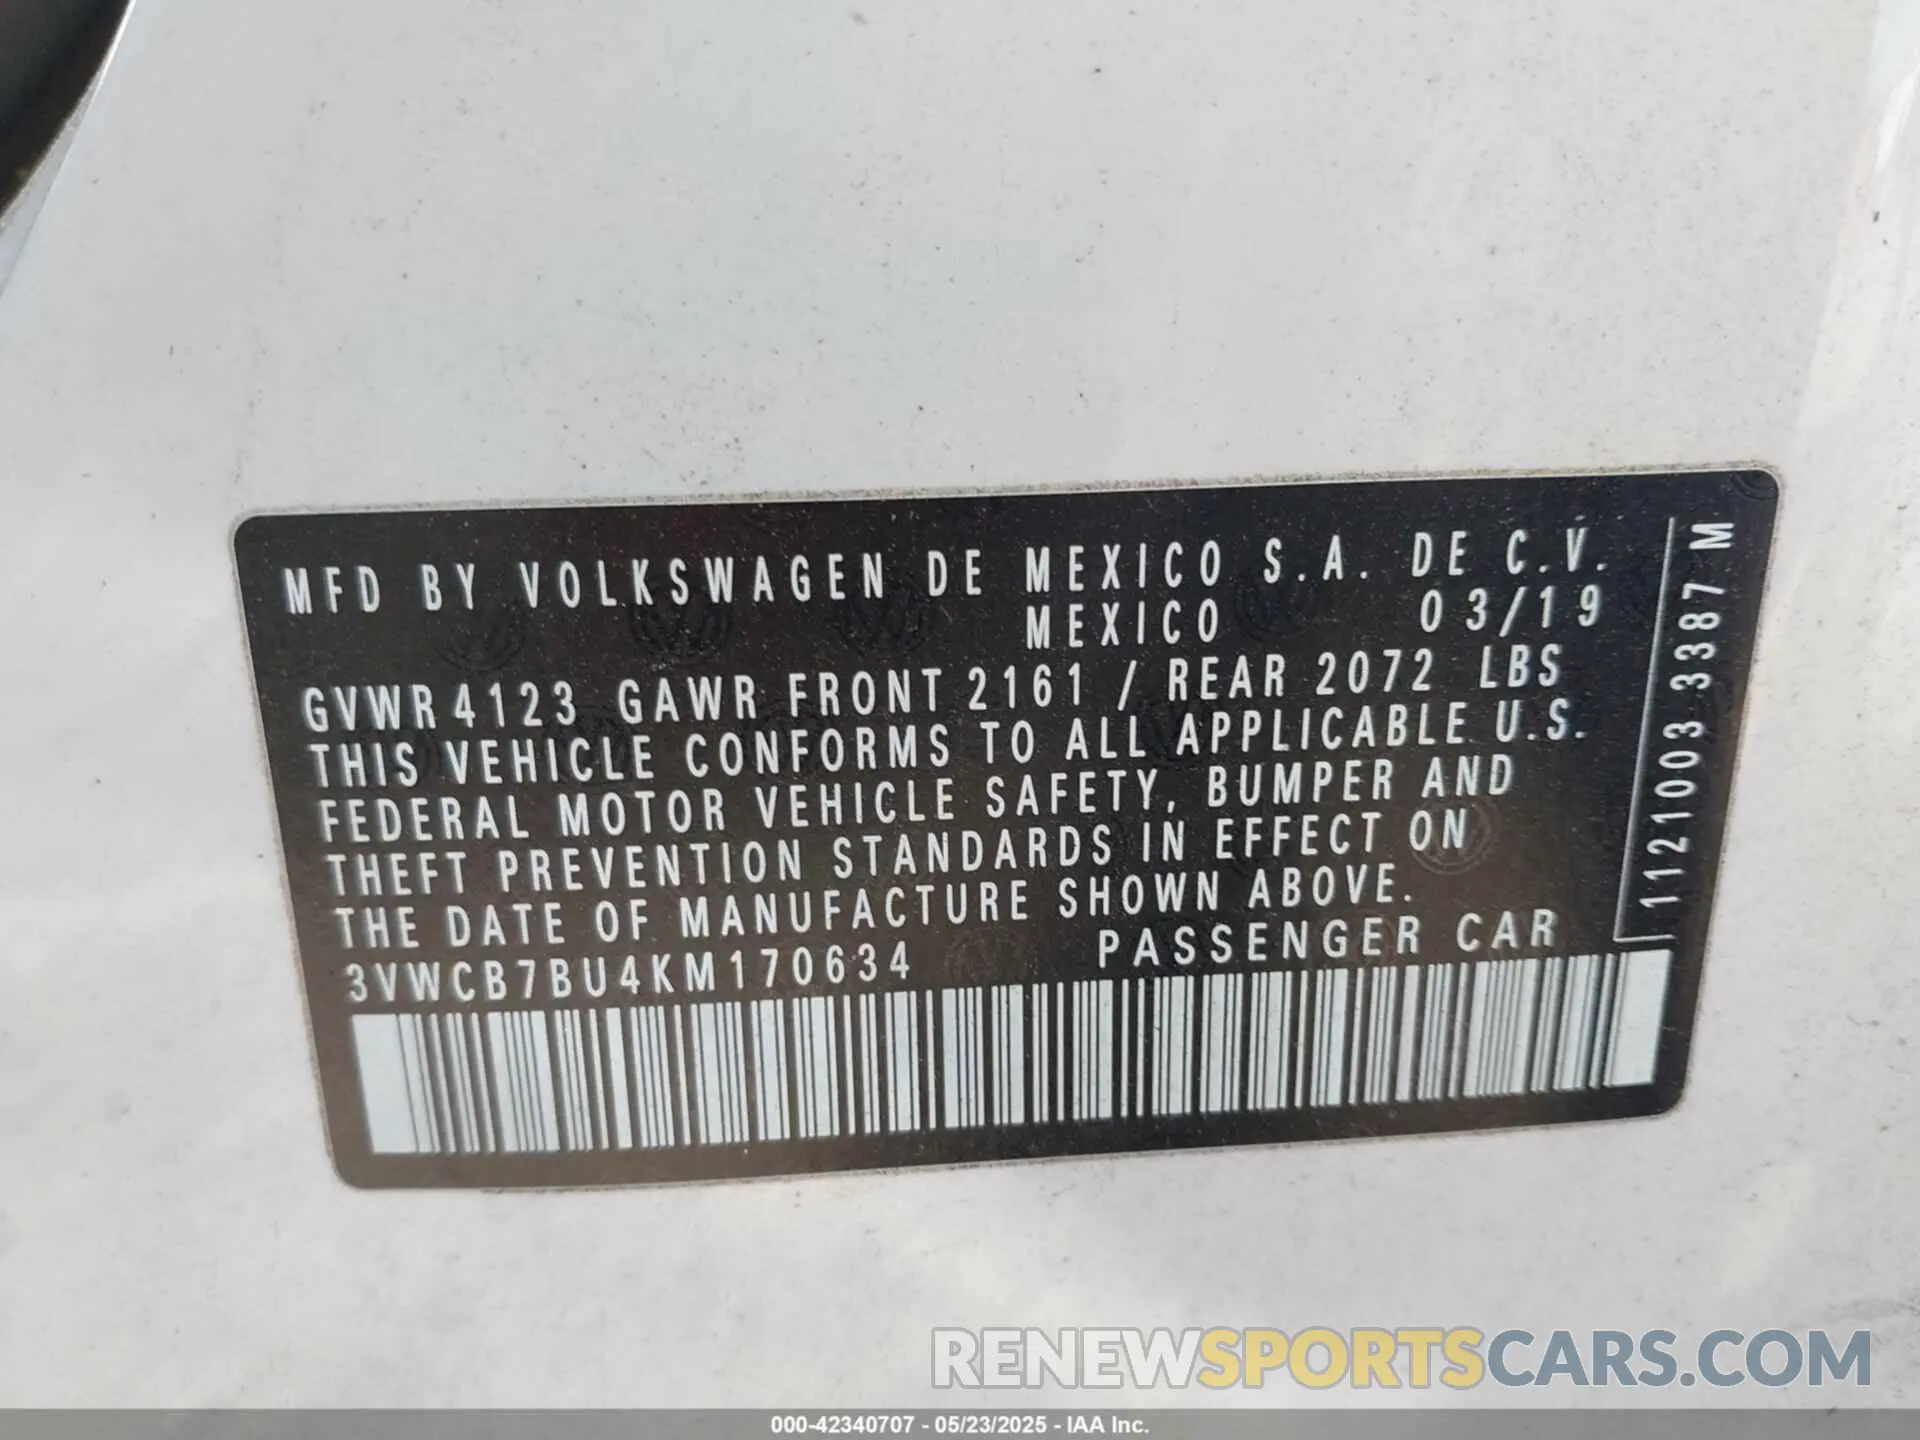 MFD BY VOLKSWAGEN DE MEXICO S.A. DE C.V.
MEXICO 03/19
GVWR 4123 GAWR FRONT 2161 / REAR 2072 LBS
THIS VEHICLE CONFORMS TO ALL APPLICABLE U.S.
FEDERAL MOTOR VEHICLE SAFETY, BUMPER AND
THEFT PREVENTION STANDARDS IN EFFECT ON
THE DATE OF MANUFACTURE SHOWN ABOVE.
3VWCB7BU4KM170634 PASSENGER CAR
1121003 3387 M
RENEWSPORTSCARS.COM
000-42340707 - 05/23/2025 - IAA Inc.